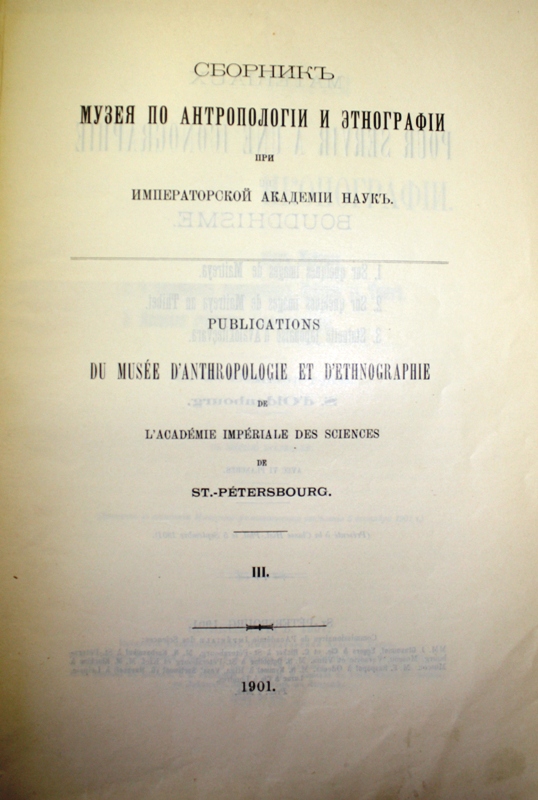 СБОРНИКЪ
МУЗЕЯ ПО АНТРОПОЛОГІИ И ЭТНОГРАФІИ
ПРИ
ИМПЕРАТОРСКОЙ АКАДЕМІИ НАУКЪ.
PUBLICATIONS
DU MUSÉE D'ANTHROPOLOGIE ET D'ETHNOGRAPHIE
DE
L'ACADÉMIE IMPÉRIALE DES SCIENCES
DE
ST.-PÉTERSBOURG.
III.
1901.